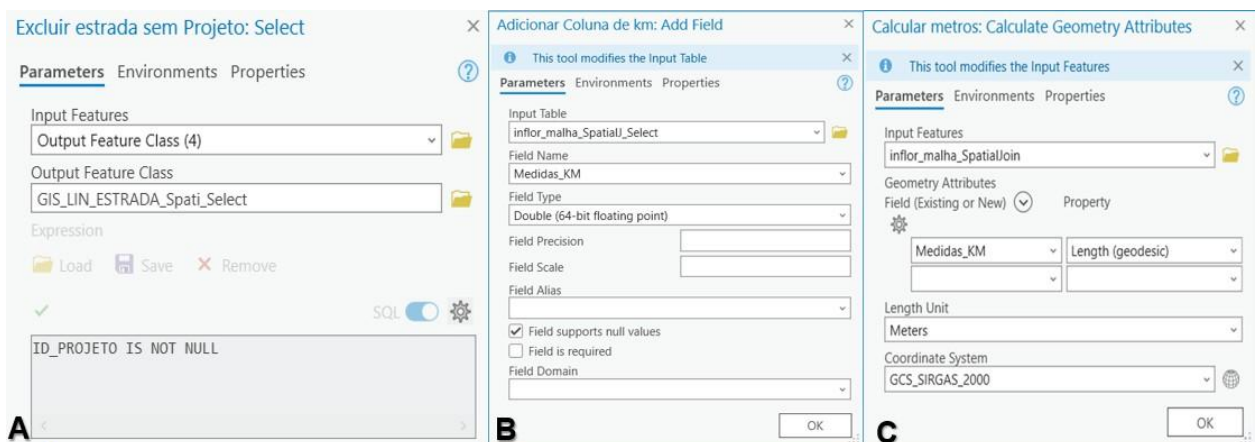 Excluir estrada sem Projeto: Select
Parameters Environments Properties
Input Features
Output Feature Class (4)
Output Feature Class
GIS_LIN_ESTRADA_Spati_Select
Expression
Load Save Remove
SQL
ID_PROJETO IS NOT NULL
A
Adicionar Coluna de km: Add Field
This tool modifies the Input Table
Parameters Environments Properties
Input Table
inflor_malha_SpatialJ_Select
Field Name
Medidas_KM
Field Type
Double (64-bit floating point)
Field Precision
Field Scale
Field Alias
Field supports null values
Field is required
Field Domain
OK
B
Calcular metros: Calculate Geometry Attributes
This tool modifies the Input Features
Parameters Environments Properties
Input Features
inflor_malha_SpatialJoin
Geometry Attributes
Field (Existing or New) Property
Medidas_KM Length (geodesic)
Length Unit
Meters
Coordinate System
GCS_SIRGAS_2000
OK
C